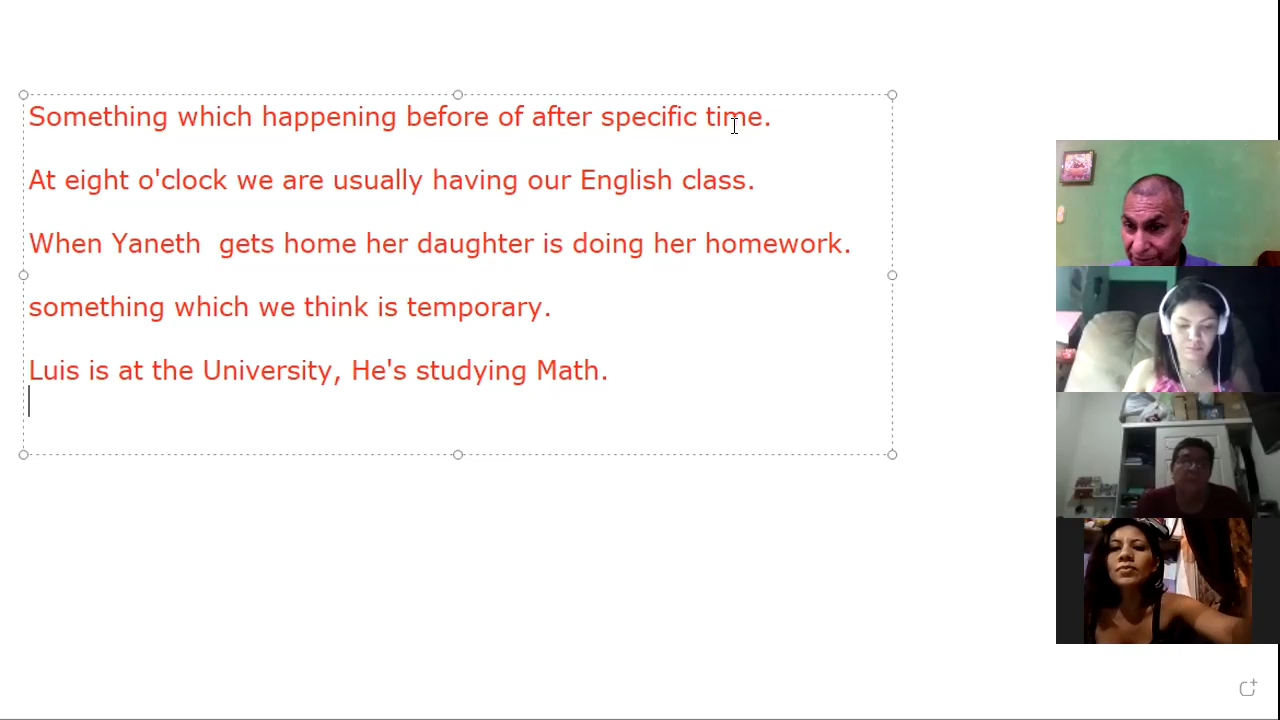 Something which happening before of after specific time.
At eight o'clock we are usually having our English class.
When Yaneth  gets home her daughter is doing her homework.
something which we think is temporary.
Luis is at the University, He's studying Math.